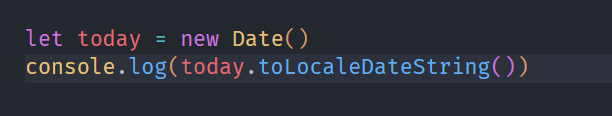 let today = new Date()
console.log(today.toLocaleDateString())